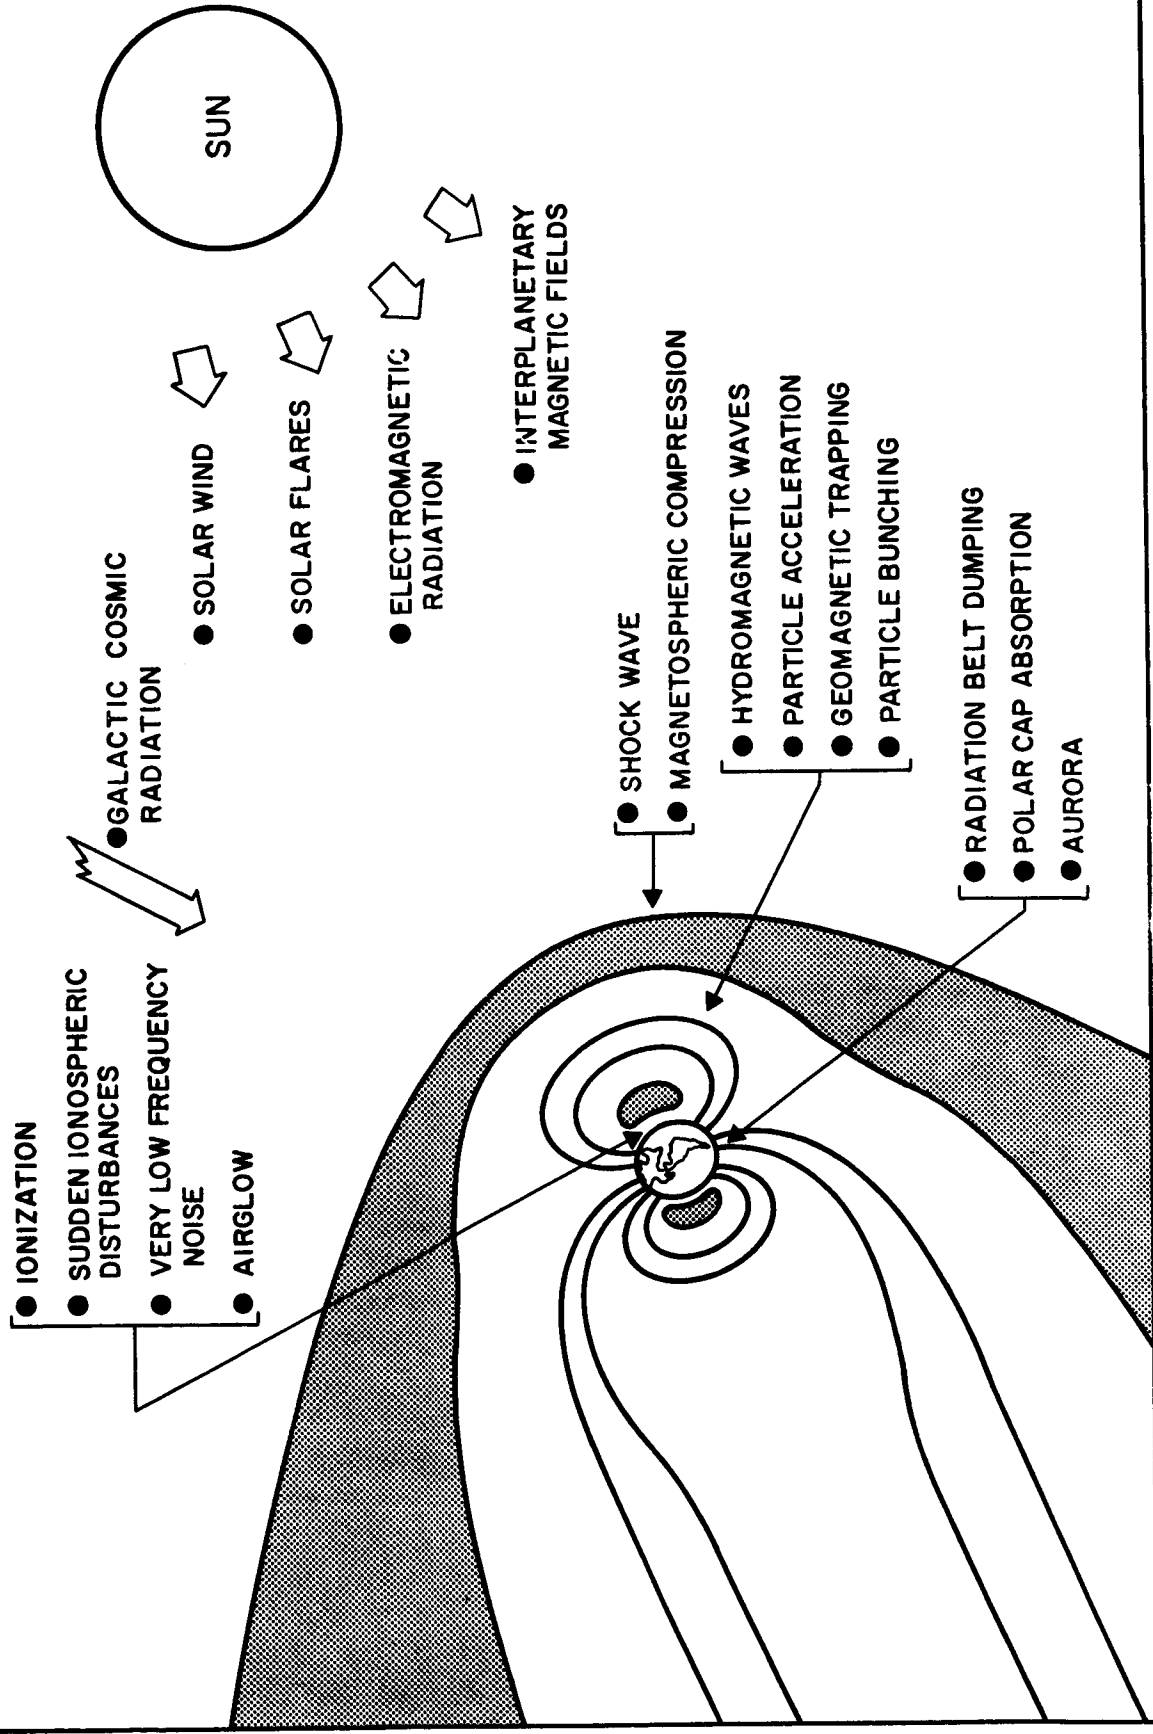 ● IONIZATION
● SUDDEN IONOSPHERIC
DISTURBANCES
● VERY LOW FREQUENCY
NOISE
● AIRGLOW
● GALACTIC COSMIC
RADIATION
SUN
● SOLAR WIND
● SOLAR FLARES
● ELECTROMAGNETIC
RADIATION
● INTERPLANETARY
MAGNETIC FIELDS
● SHOCK WAVE
● MAGNETOSPHERIC COMPRESSION
● HYDROMAGNETIC WAVES
● PARTICLE ACCELERATION
● GEOMAGNETIC TRAPPING
● PARTICLE BUNCHING
● RADIATION BELT DUMPING
● POLAR CAP ABSORPTION
● AURORA